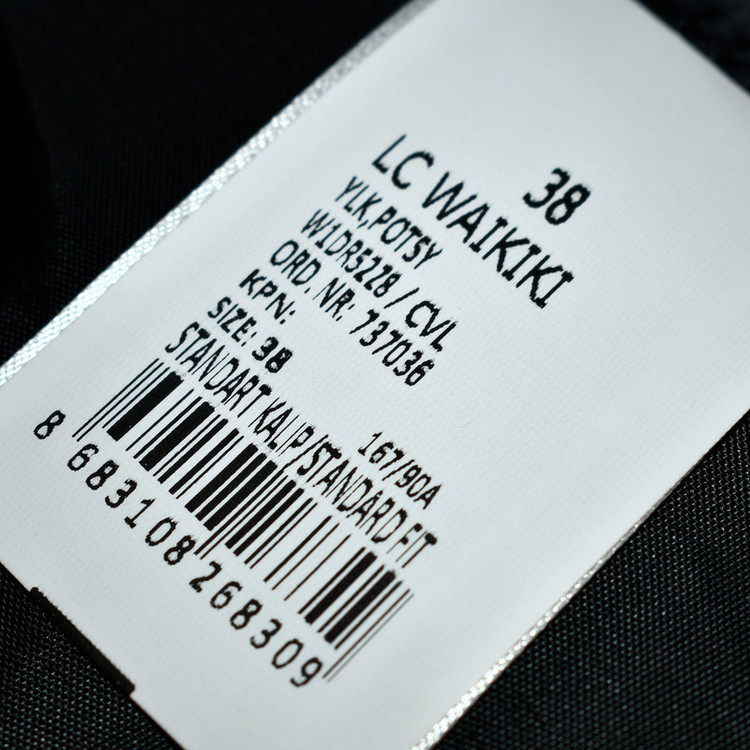 38
LC WAIKIKI
YLK,POTSY
W1DR5228 / CVL
ORD. NR: 737036
KPN:
SIZE: 38
167/90A
STANDART KALIP/STANDARD FIT
8 683108 268309